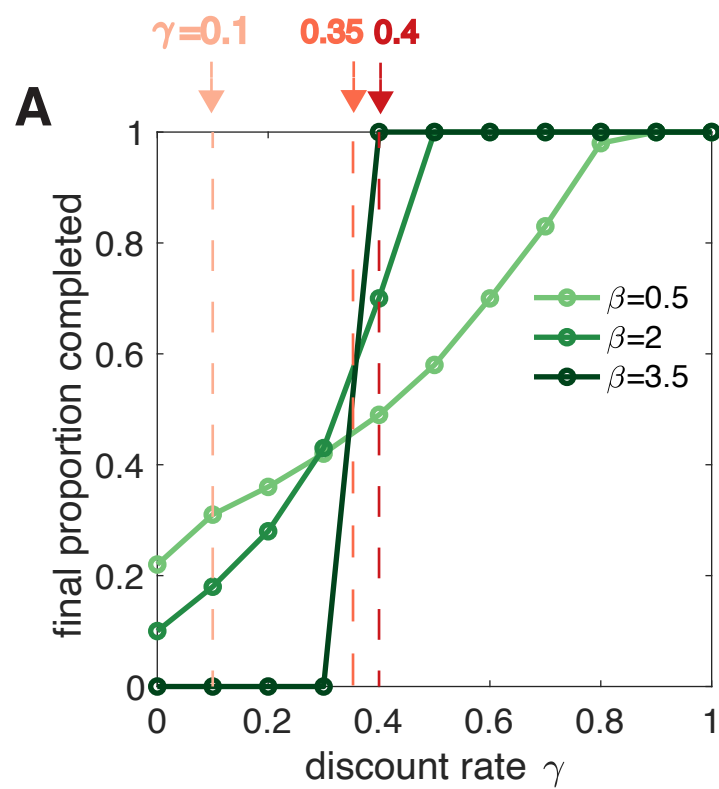 γ=0.1 0.35 0.4
A
1
0.8
0.6
0.4
0.2
0
β=0.5
β=2
β=3.5
0 0.2 0.4 0.6 0.8 1
final proportion completed
discount rate γ